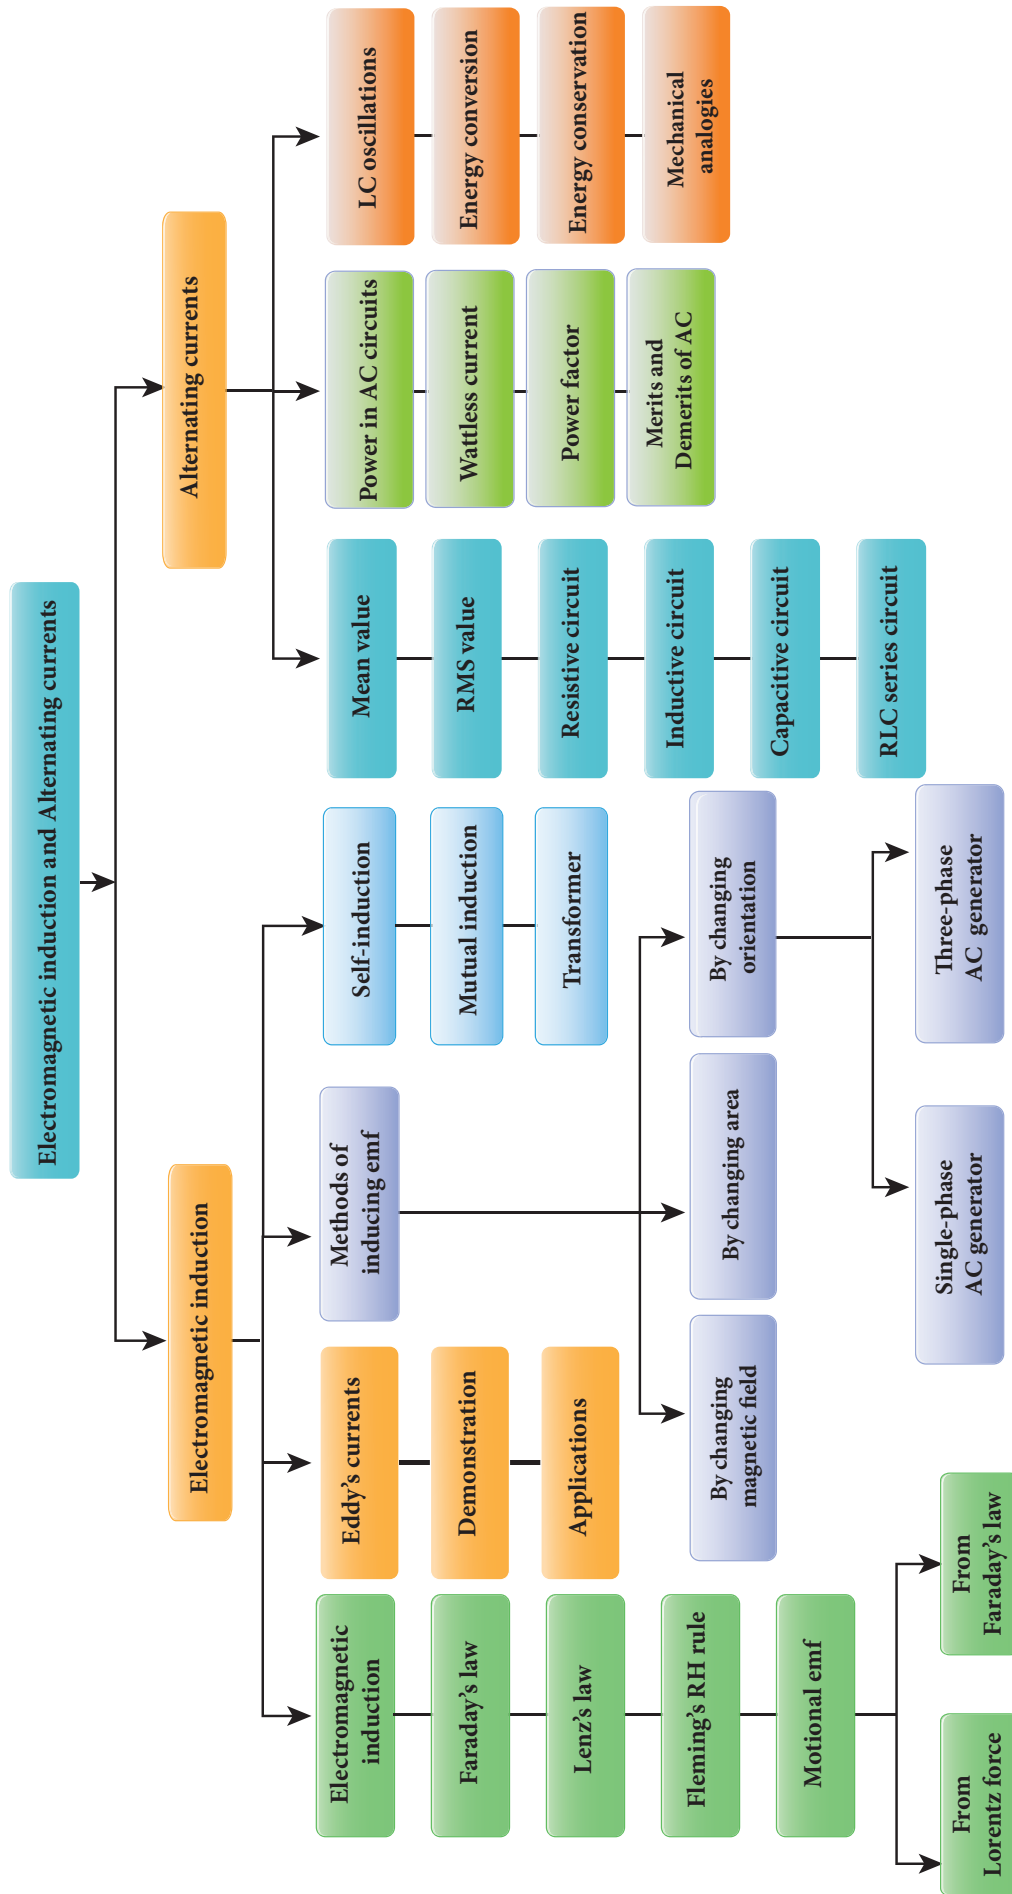 Electromagnetic induction and Alternating currents
Electromagnetic induction
Alternating currents
Electromagnetic
induction
Faraday’s law
Lenz’s law
Fleming’s RH rule
Motional emf
From
Lorentz force
From
Faraday’s law
Eddy’s currents
Demonstration
Applications
Methods of
inducing emf
By changing
magnetic field
By changing area
By changing
orientation
Single-phase
AC generator
Three-phase
AC generator
Self-induction
Mutual induction
Transformer
Mean value
RMS value
Resistive circuit
Inductive circuit
Capacitive circuit
RLC series circuit
Power in AC circuits
Wattless current
Power factor
Merits and
Demerits of AC
LC oscillations
Energy conversion
Energy conservation
Mechanical
analogies